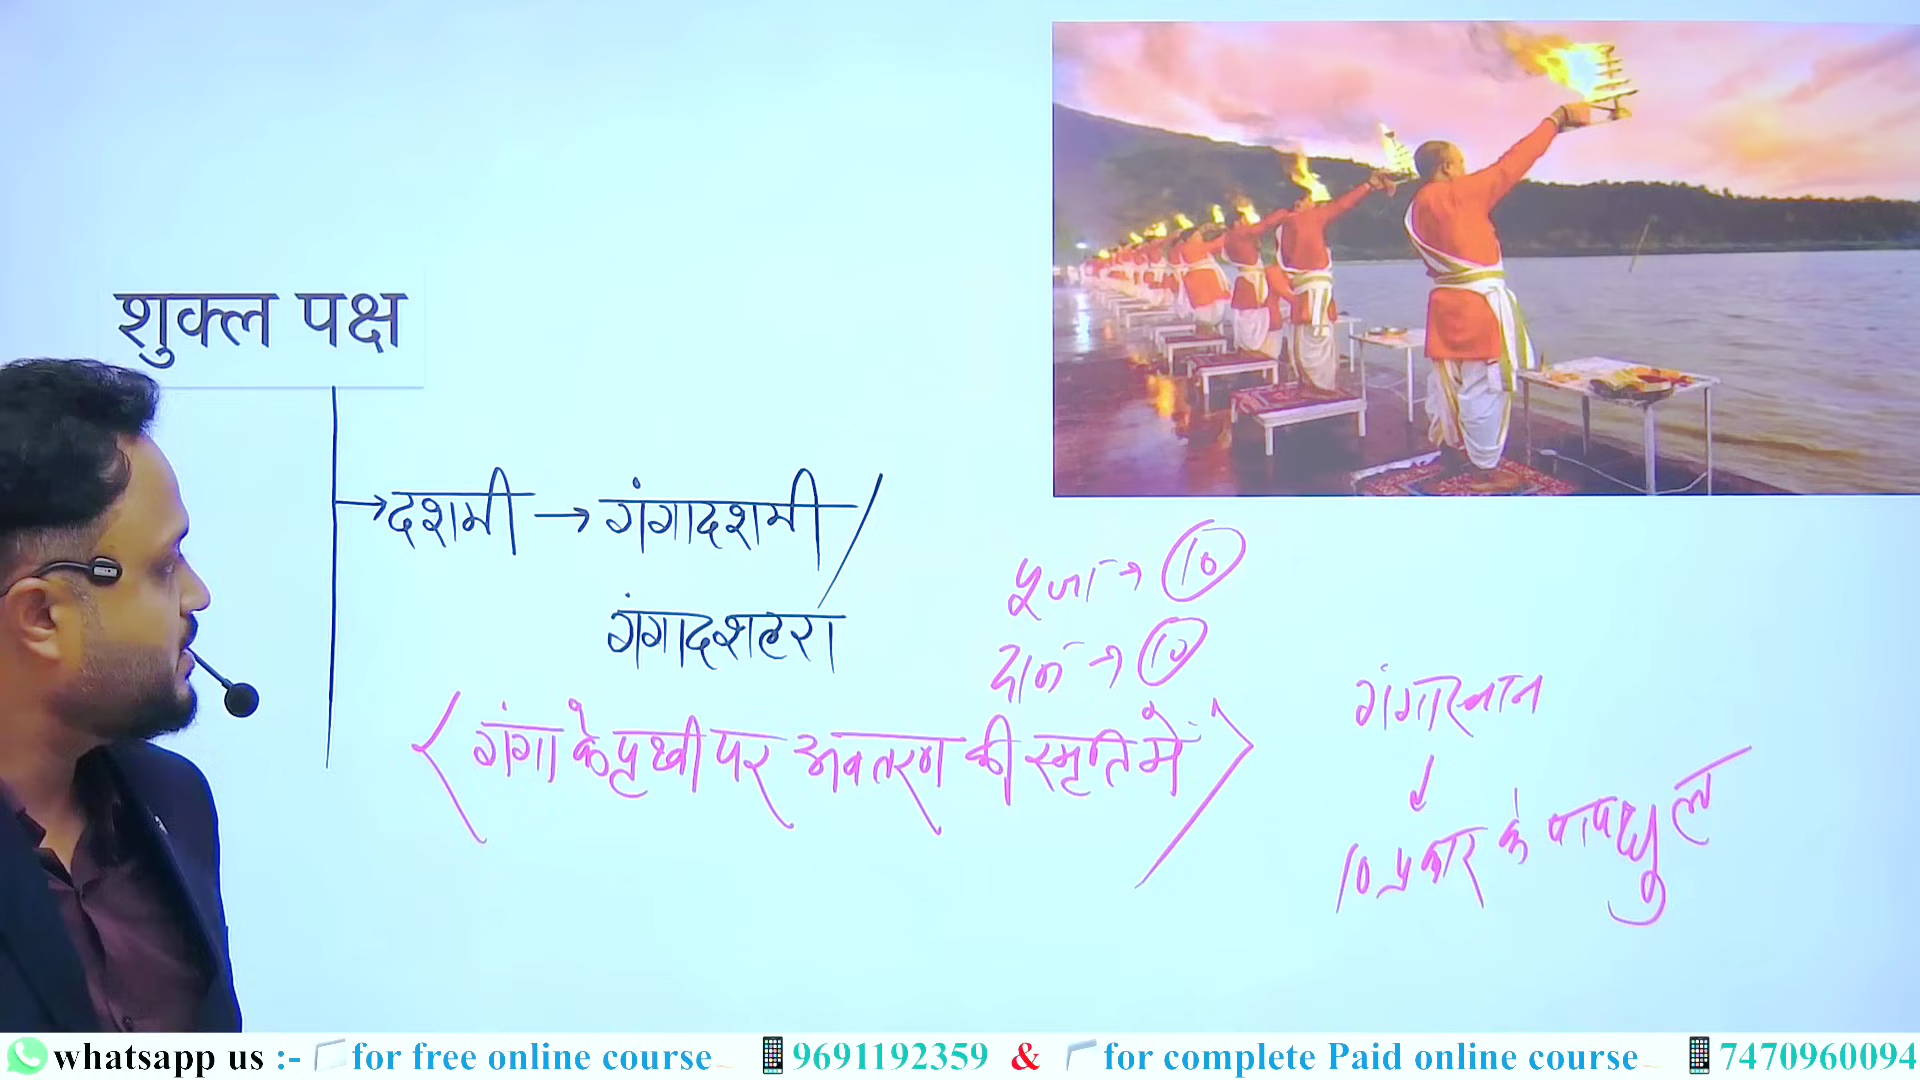 शुक्ल पक्ष
→ दशमी → गंगादशमी /
गंगादशहरा
पूजा → 10
दान → 10
< गंगा के पृथ्वी पर अवतरण की स्मृति में >
गंगास्नान
↓
10 प्रकार के पाप धुल
whatsapp us :- for free online course 9691192359 & for complete Paid online course 7470960094